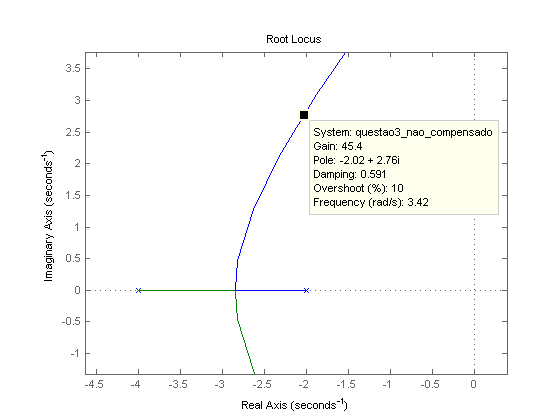 Root Locus
3.5
3
2.5
2
1.5
1
0.5
0
-0.5
-1
Imaginary Axis (seconds⁻¹)
System: questao3_nao_compensado
Gain: 45.4
Pole: -2.02 + 2.76i
Damping: 0.591
Overshoot (%): 10
Frequency (rad/s): 3.42
-4.5 -4 -3.5 -3 -2.5 -2 -1.5 -1 -0.5 0
Real Axis (seconds⁻¹)